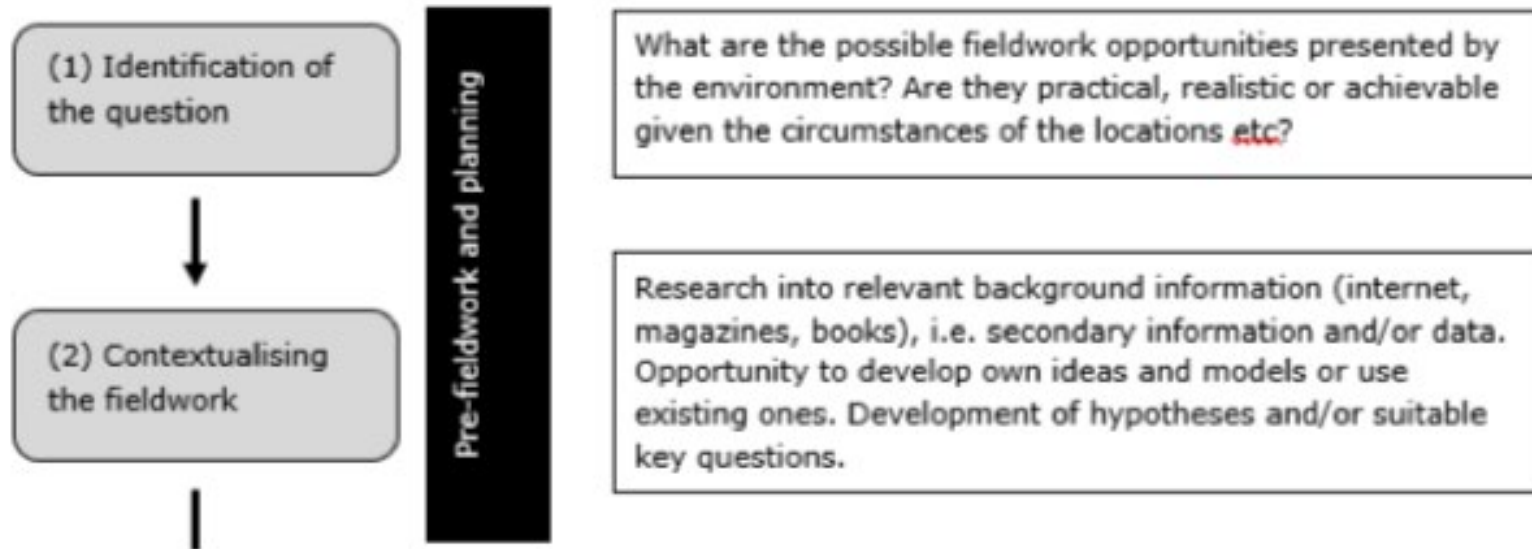 (1) Identification of
the question
Pre-fieldwork and planning
What are the possible fieldwork opportunities presented by
the environment? Are they practical, realistic or achievable
given the circumstances of the locations etc?
(2) Contextualising
the fieldwork
Research into relevant background information (internet,
magazines, books), i.e. secondary information and/or data.
Opportunity to develop own ideas and models or use
existing ones. Development of hypotheses and/or suitable
key questions.